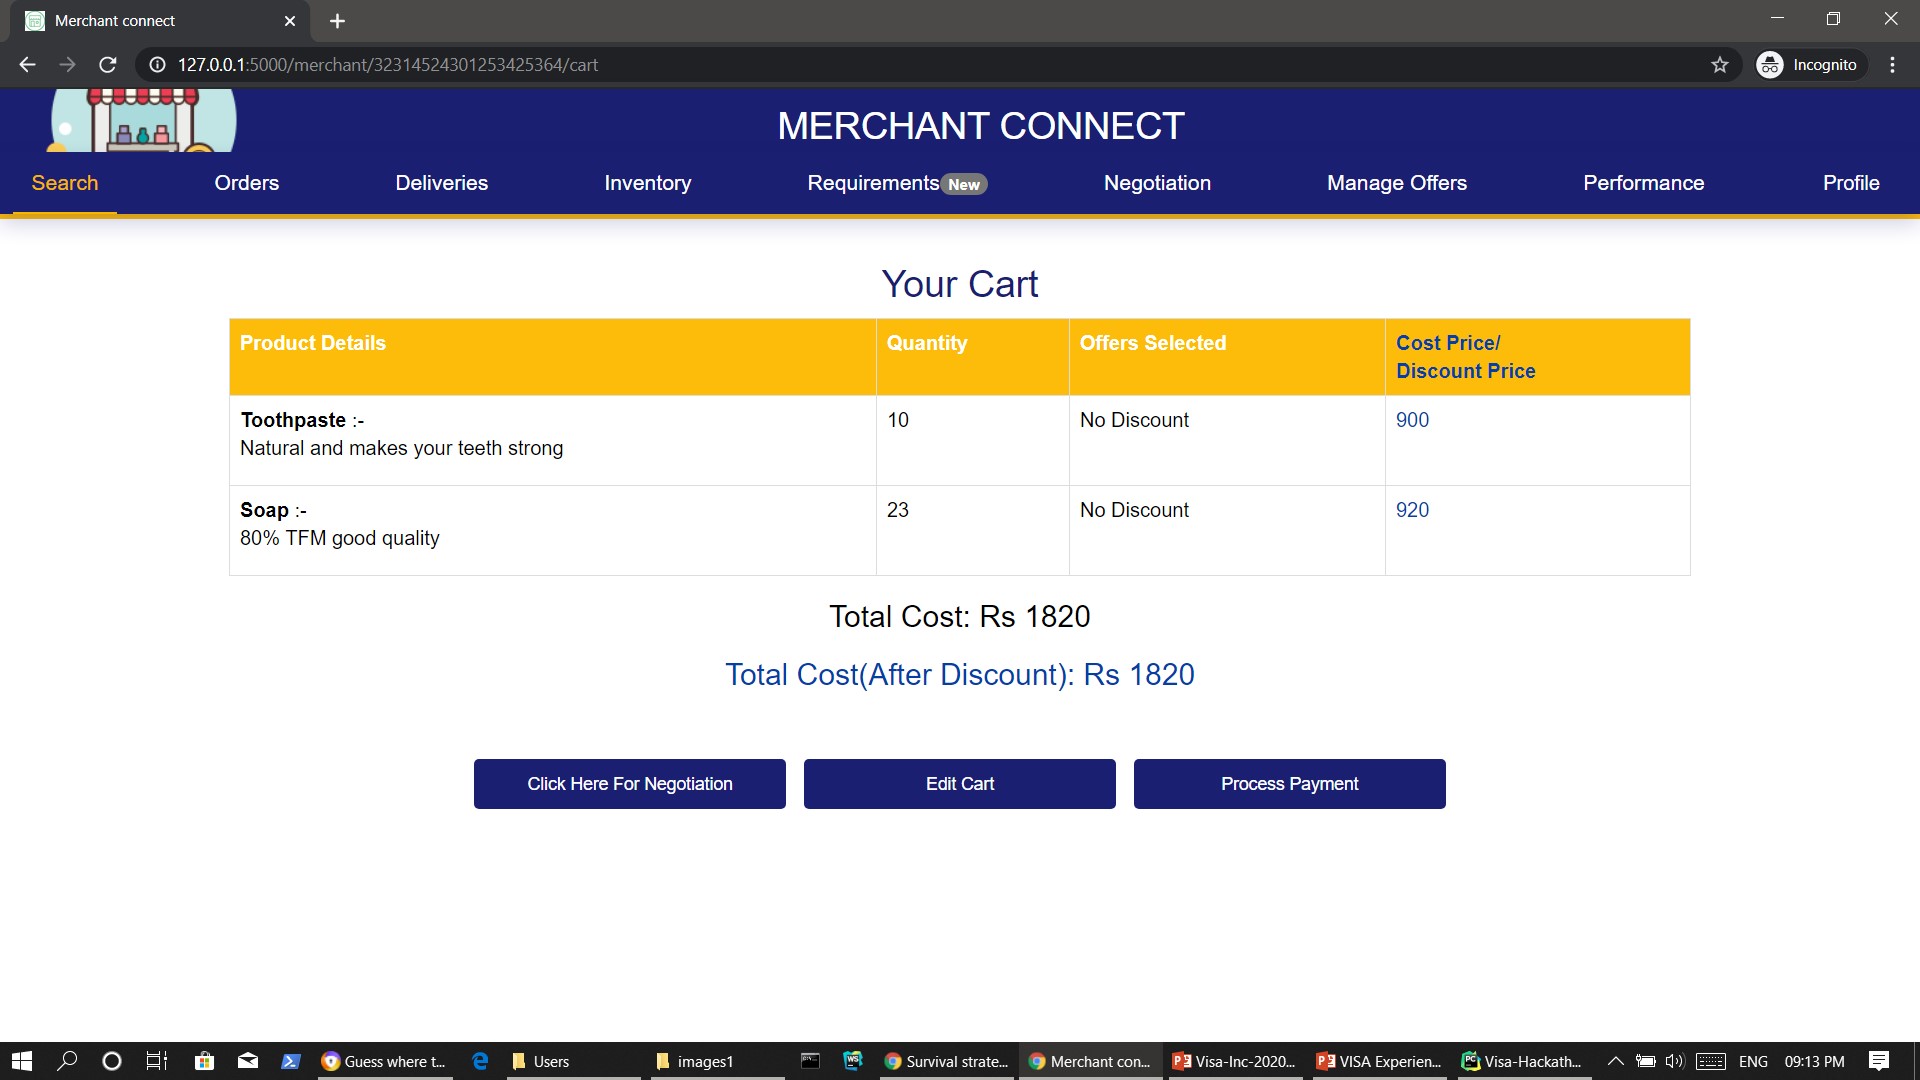 Merchant connect
127.0.0.1:5000/merchant/32314524301253425364/cart
Incognito
MERCHANT CONNECT
Search Orders Deliveries Inventory Requirements New Negotiation Manage Offers Performance Profile
Your Cart
Product Details Quantity Offers Selected Cost Price/
Discount Price
Toothpaste :- 10 No Discount 900
Natural and makes your teeth strong
Soap :- 23 No Discount 920
80% TFM good quality
Total Cost: Rs 1820
Total Cost(After Discount): Rs 1820
Click Here For Negotiation Edit Cart Process Payment
Guess where t... Users images1 WS Survival strate... Merchant con... Visa-Inc-2020... VISA Experien... PC Visa-Hackath... ENG 09:13 PM